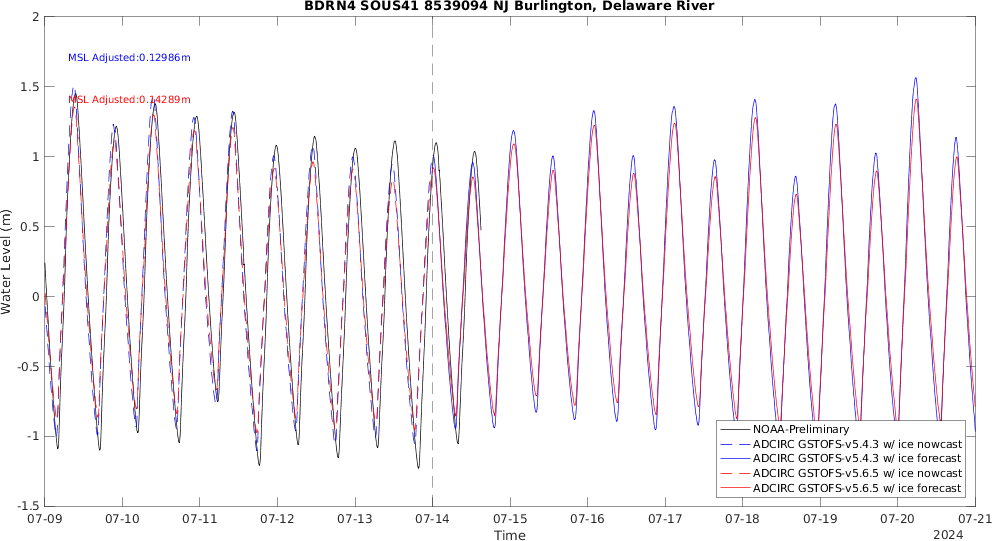 BDRN4 SOUS41 8539094 NJ Burlington, Delaware River
2
1.5
1
0.5
0
-0.5
-1
-1.5
Water Level (m)
MSL Adjusted:0.12986m
MSL Adjusted:0.14289m
NOAA-Preliminary
ADCIRC GSTOFS-v5.4.3 w/ ice nowcast
ADCIRC GSTOFS-v5.4.3 w/ ice forecast
ADCIRC GSTOFS-v5.6.5 w/ ice nowcast
ADCIRC GSTOFS-v5.6.5 w/ ice forecast
07-09 07-10 07-11 07-12 07-13 07-14 07-15 07-16 07-17 07-18 07-19 07-20 07-21
Time
2024